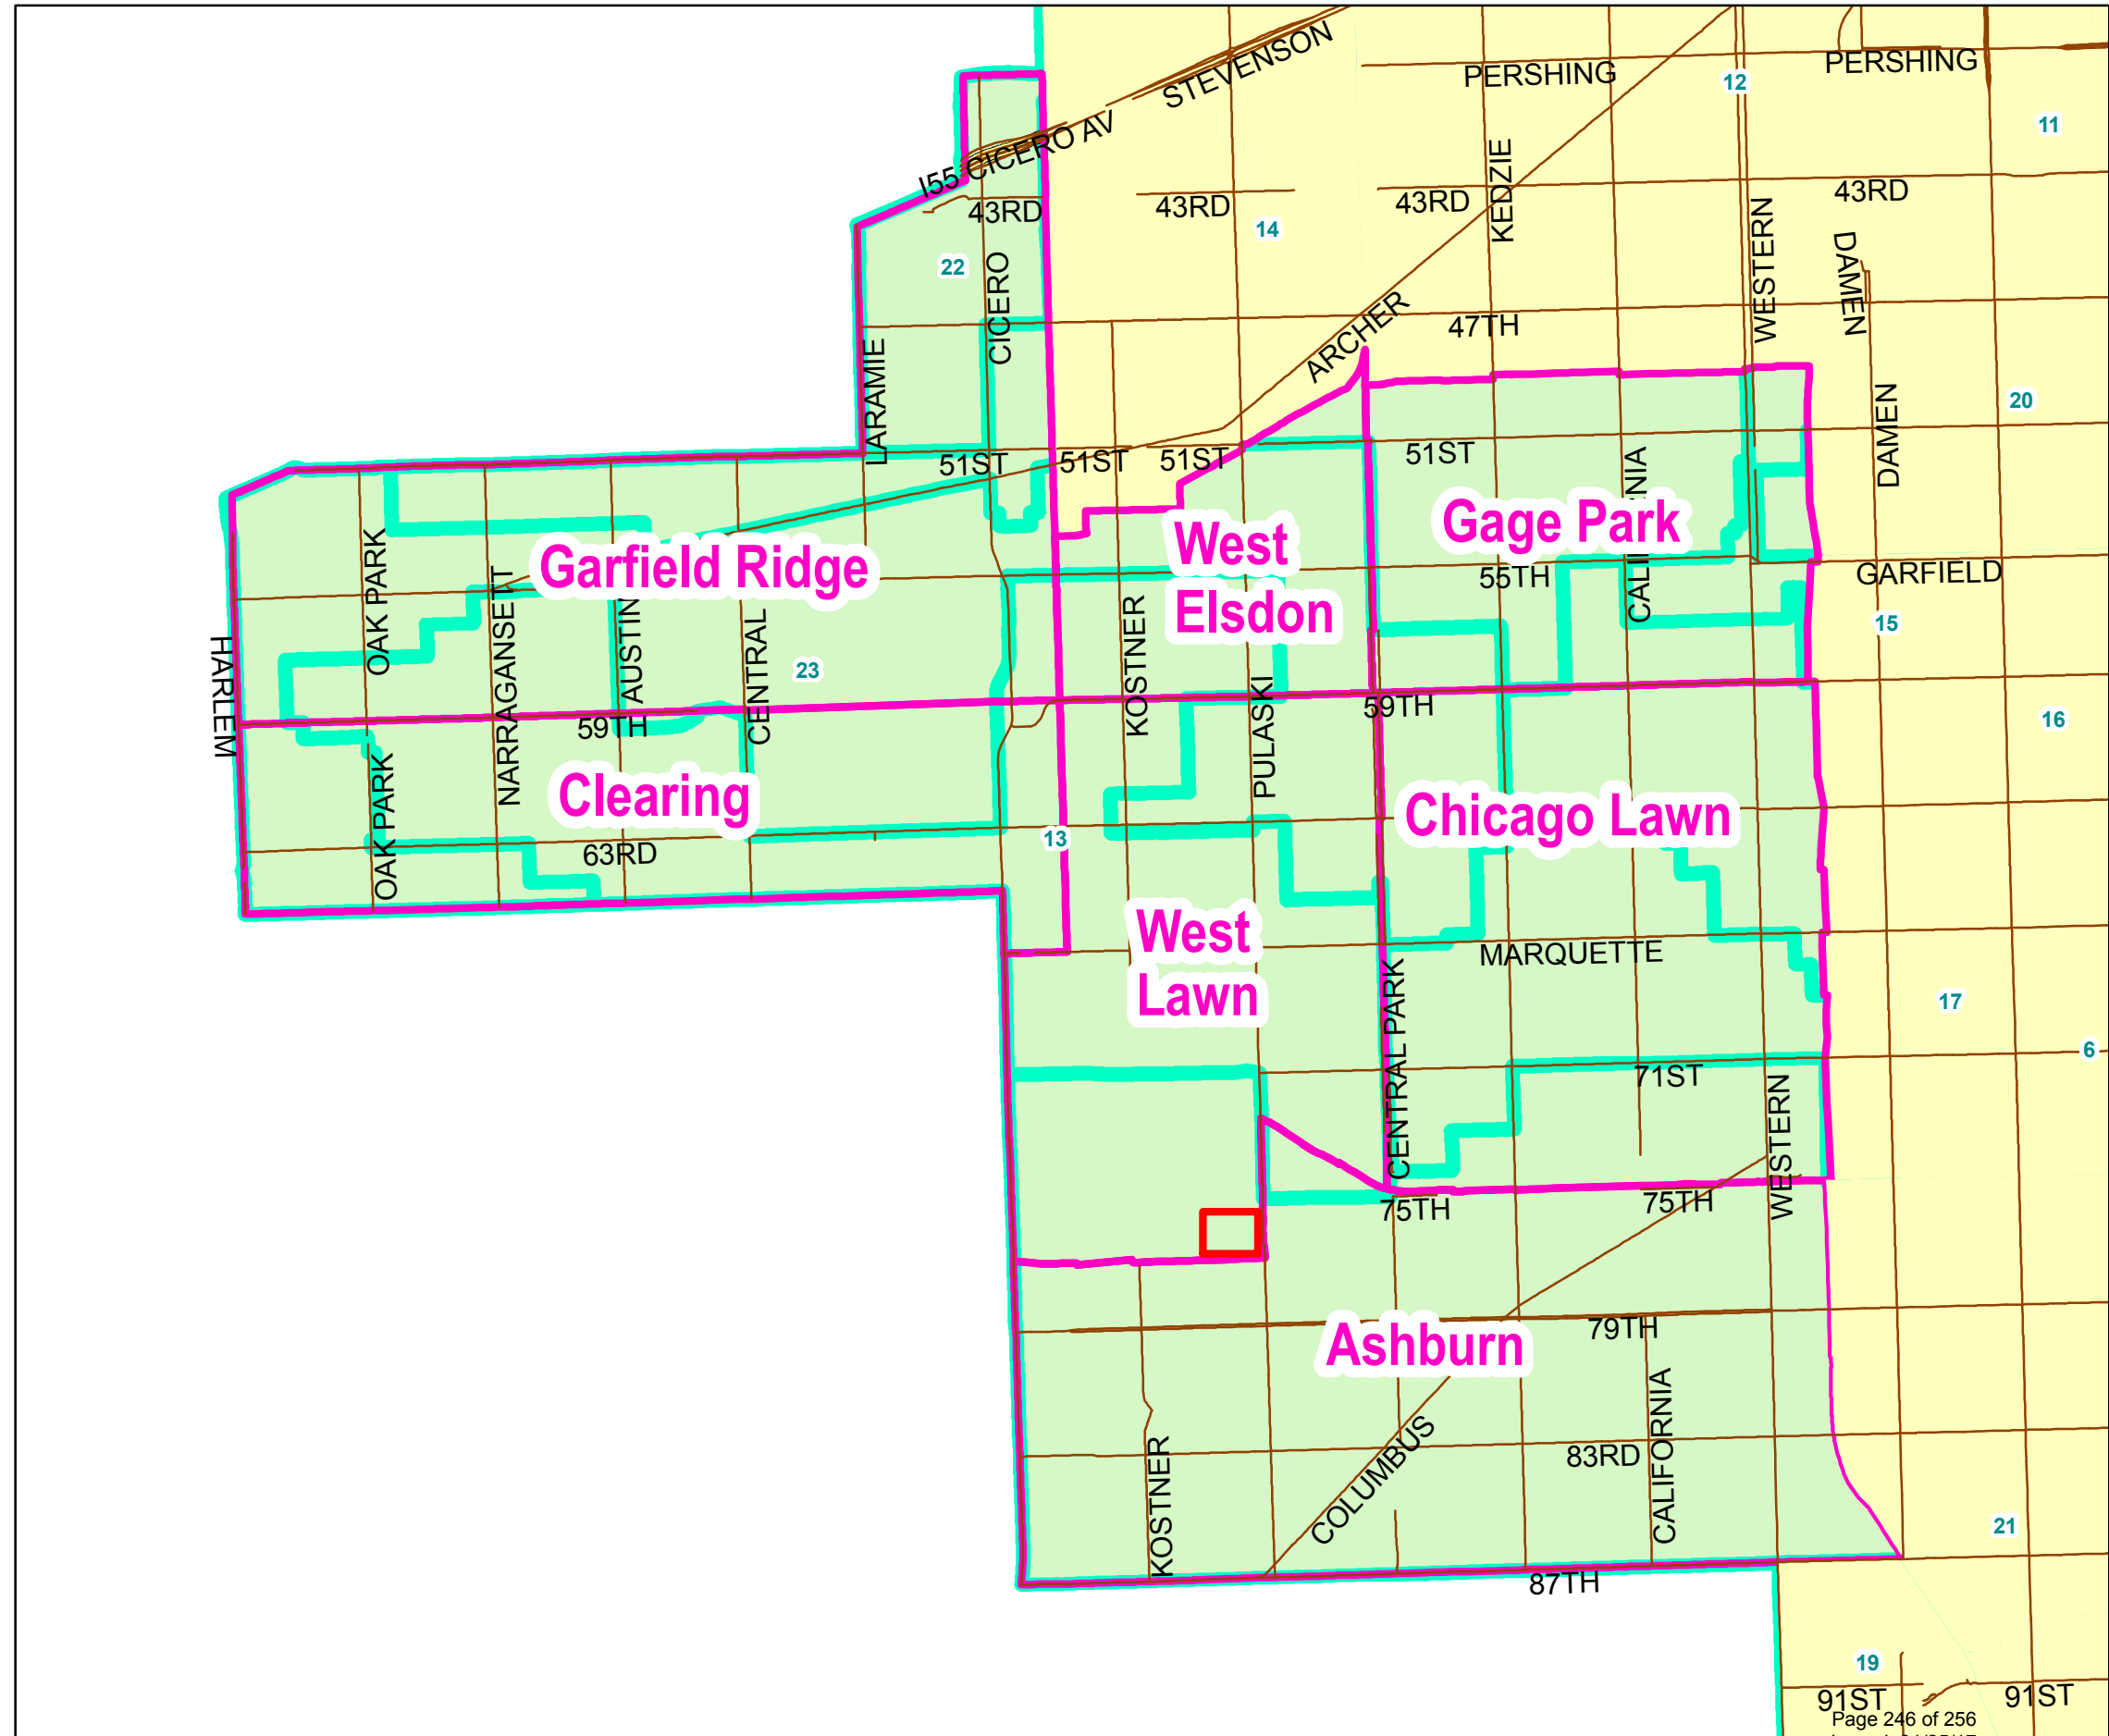 STEVENSON
PERSHING
PERSHING
12
11
I55 CICERO AV
KEDZIE
43RD
43RD
43RD
43RD
14
22
WESTERN
DAMEN
CICERO
47TH
ARCHER
LARAMIE
DAMEN
20
51ST
51ST
51ST
51ST
CALIFORNIA
Gage Park
West
Elsdon
Garfield Ridge
55TH
GARFIELD
15
OAK PARK
NARRAGANSETT
AUSTIN
CENTRAL
KOSTNER
HARLEM
23
PULASKI
59TH
59TH
16
OAK PARK
Clearing
Chicago Lawn
63RD
13
West
Lawn
MARQUETTE
CENTRAL PARK
17
6
71ST
WESTERN
75TH
75TH
79TH
Ashburn
CALIFORNIA
COLUMBUS
83RD
KOSTNER
21
87TH
19
91ST
91ST
Page 246 of 256